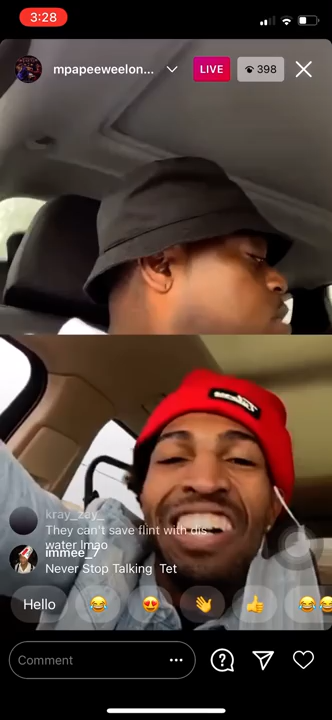 3:28
mpapeeweelon...
LIVE
398
kray_zay_
They can't save flint with dis
water lmao
immee_7
Never Stop Talking Tet
Hello
Comment